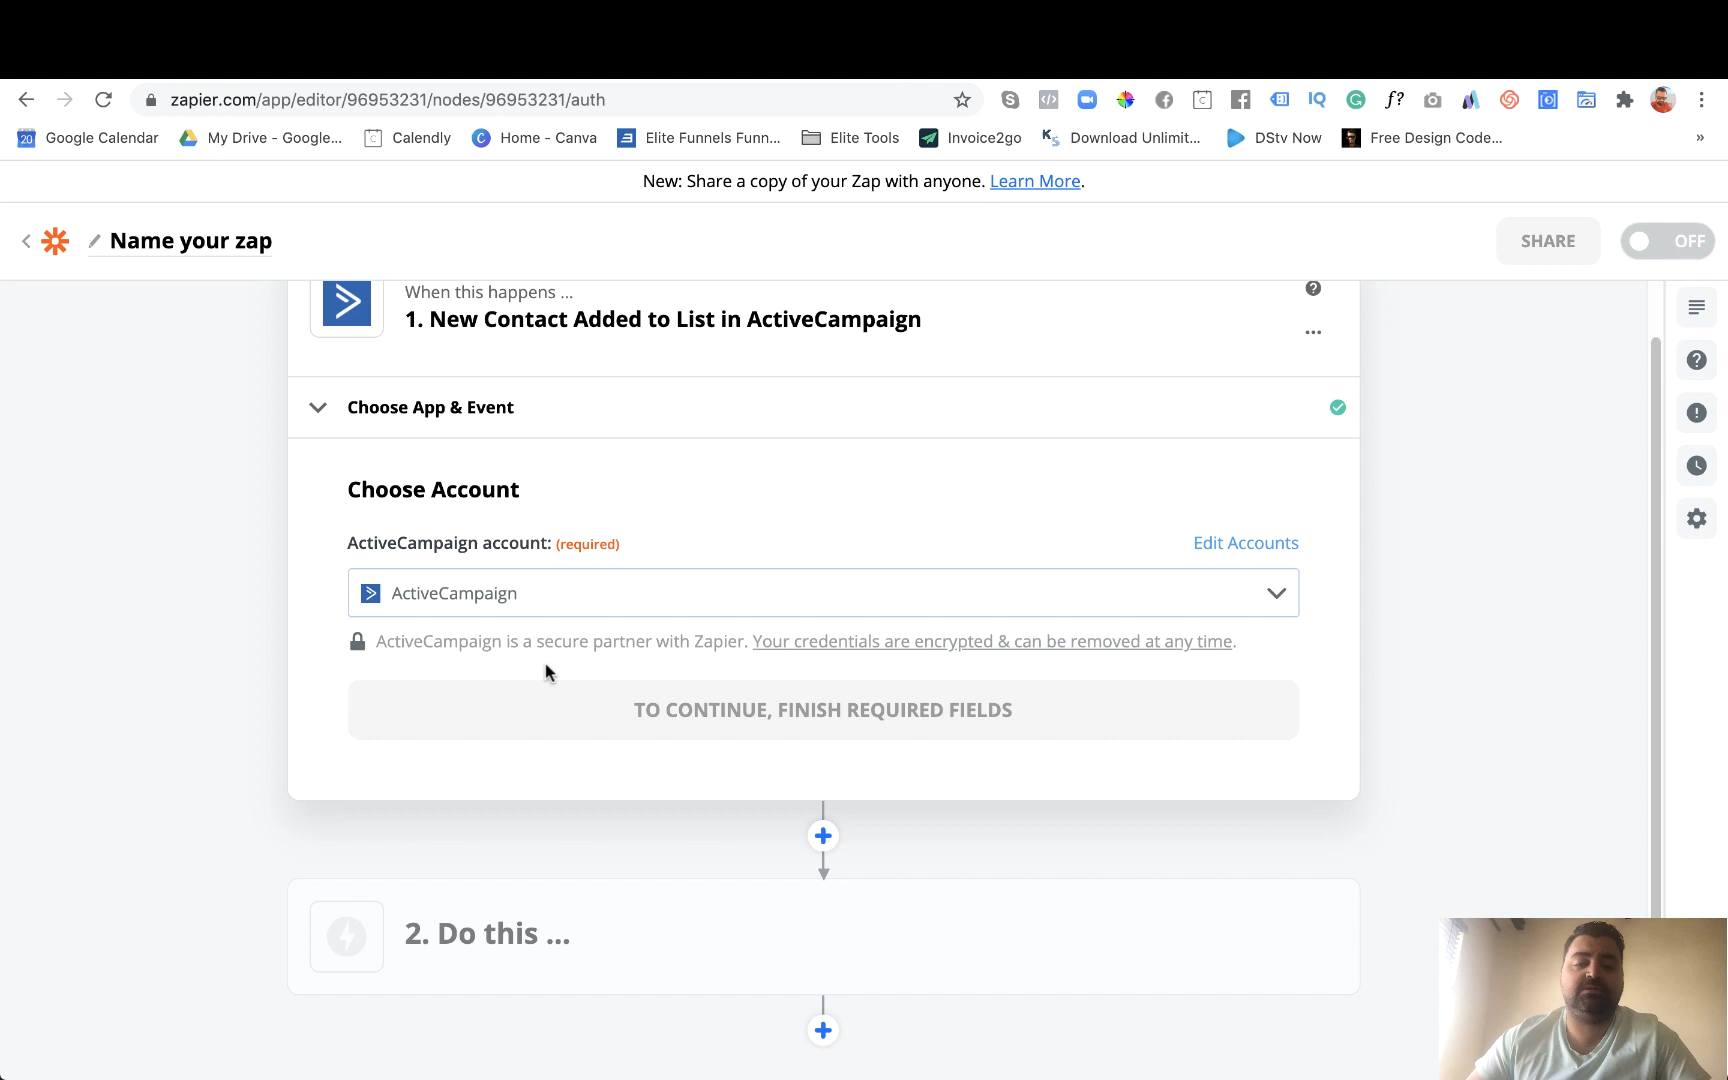 zapier.com/app/editor/96953231/nodes/96953231/auth
f?
IQ
20 Google Calendar
My Drive - Google...
Calendly
Home - Canva
Elite Funnels Funn...
Elite Tools
Invoice2go
Download Unlimit...
DStv Now
Free Design Code...
»
New: Share a copy of your Zap with anyone. Learn More.
Name your zap
SHARE
OFF
When this happens ...
1. New Contact Added to List in ActiveCampaign
Choose App & Event
Choose Account
ActiveCampaign account: (required)
Edit Accounts
ActiveCampaign
ActiveCampaign is a secure partner with Zapier. Your credentials are encrypted & can be removed at any time.
TO CONTINUE, FINISH REQUIRED FIELDS
2. Do this ...